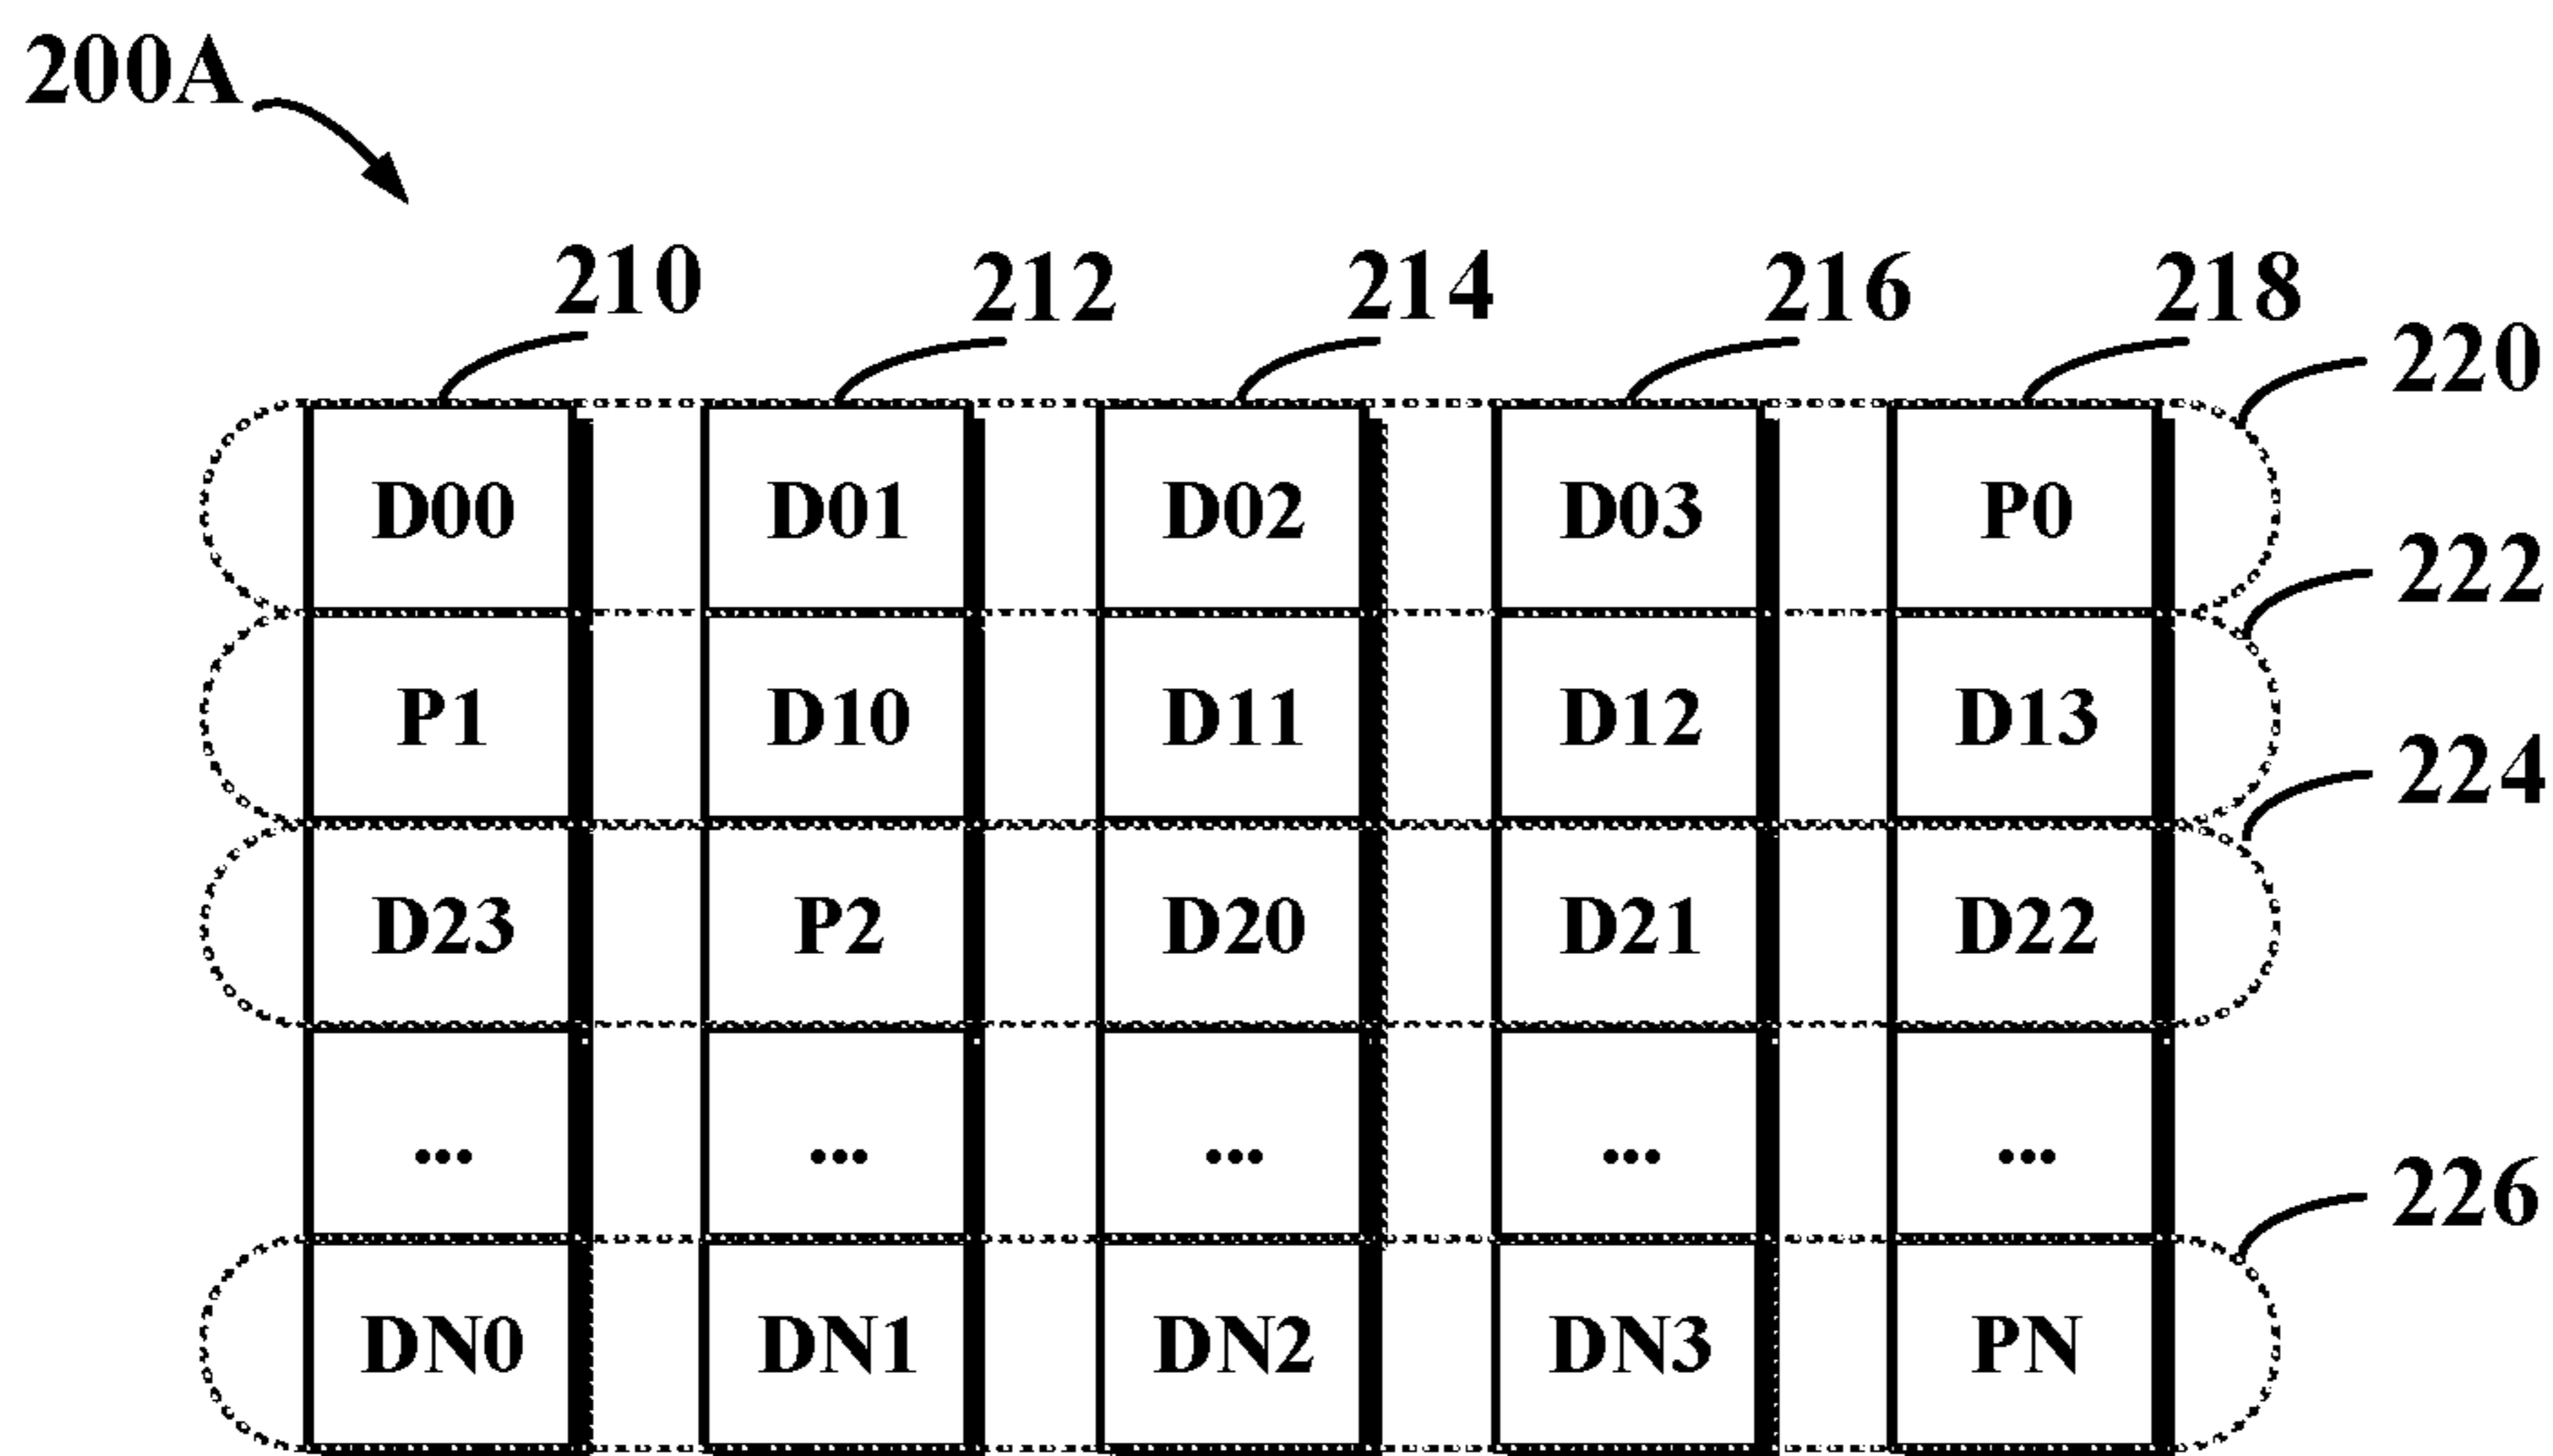 200A
210 212 214 216 218
220
D00 D01 D02 D03 P0
222
P1 D10 D11 D12 D13
224
D23 P2 D20 D21 D22
... ... ... ... ...
226
DN0 DN1 DN2 DN3 PN